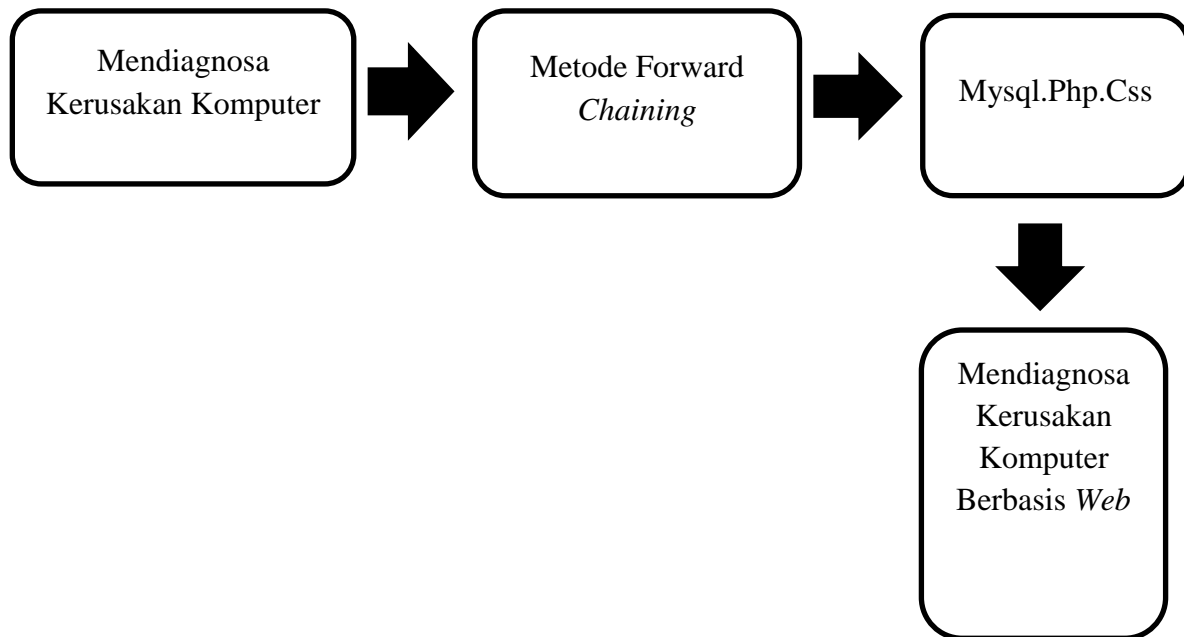 Mendiagnosa
Kerusakan Komputer
Metode Forward
Chaining
Mysql.Php.Css
Mendiagnosa
Kerusakan
Komputer
Berbasis Web